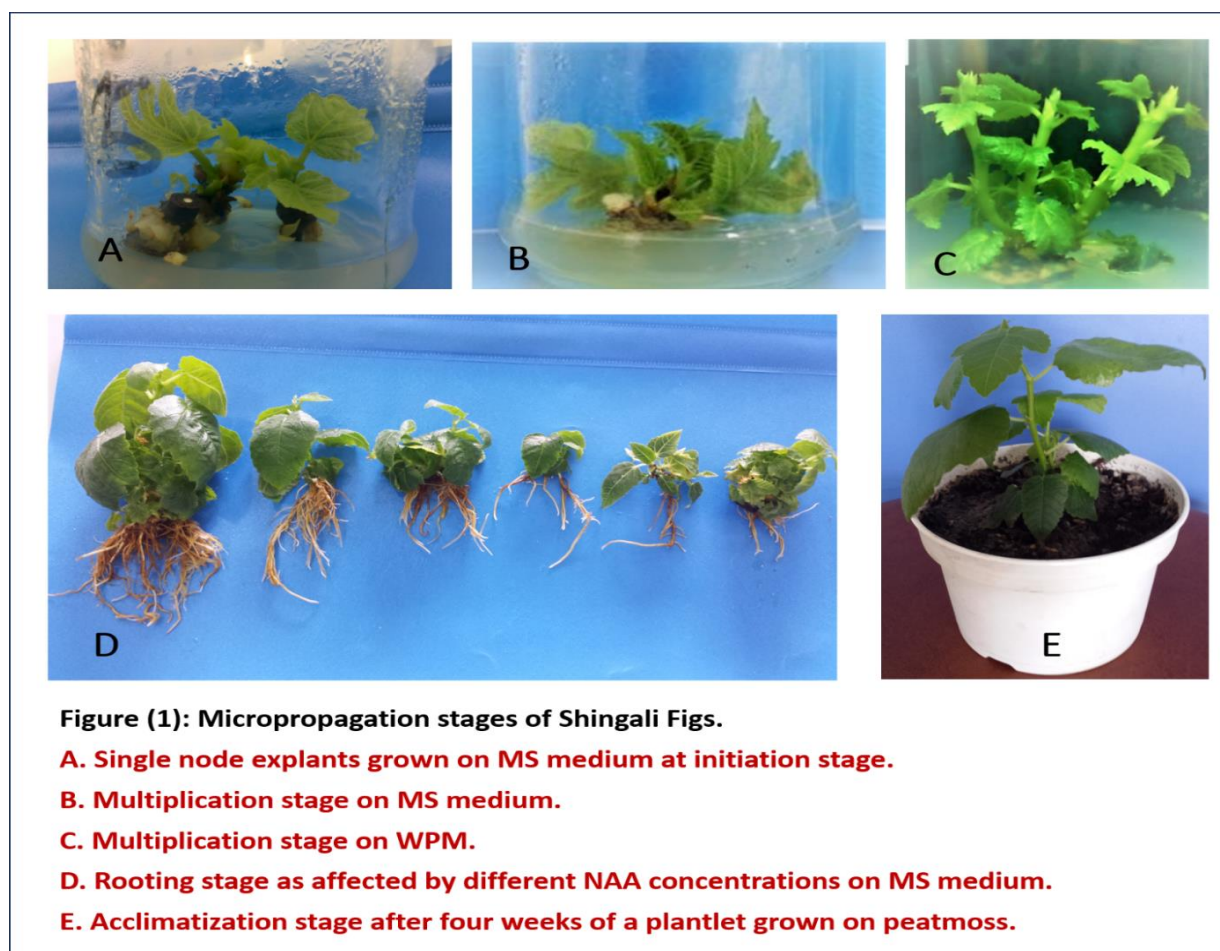 A
B
C
D
E
Figure (1): Micropropagation stages of Shingali Figs.
A. Single node explants grown on MS medium at initiation stage.
B. Multiplication stage on MS medium.
C. Multiplication stage on WPM.
D. Rooting stage as affected by different NAA concentrations on MS medium.
E. Acclimatization stage after four weeks of a plantlet grown on peatmoss.